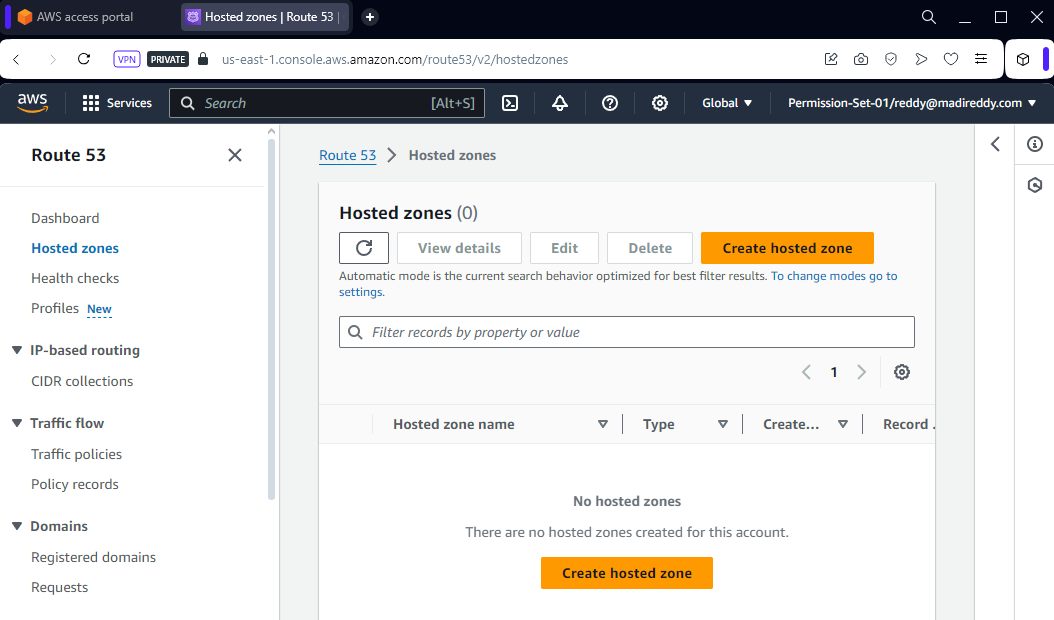 AWS access portal
Hosted zones | Route 53 |
VPN PRIVATE us-east-1.console.aws.amazon.com/route53/v2/hostedzones
aws Services Search [Alt+S] Global Permission-Set-01/reddy@madireddy.com
Route 53
Dashboard
Hosted zones
Health checks
Profiles New
IP-based routing
CIDR collections
Traffic flow
Traffic policies
Policy records
Domains
Registered domains
Requests
Route 53 Hosted zones
Hosted zones (0)
View details Edit Delete Create hosted zone
Automatic mode is the current search behavior optimized for best filter results. To change modes go to
settings.
Filter records by property or value
1
Hosted zone name Type Create... Record .
No hosted zones
There are no hosted zones created for this account.
Create hosted zone